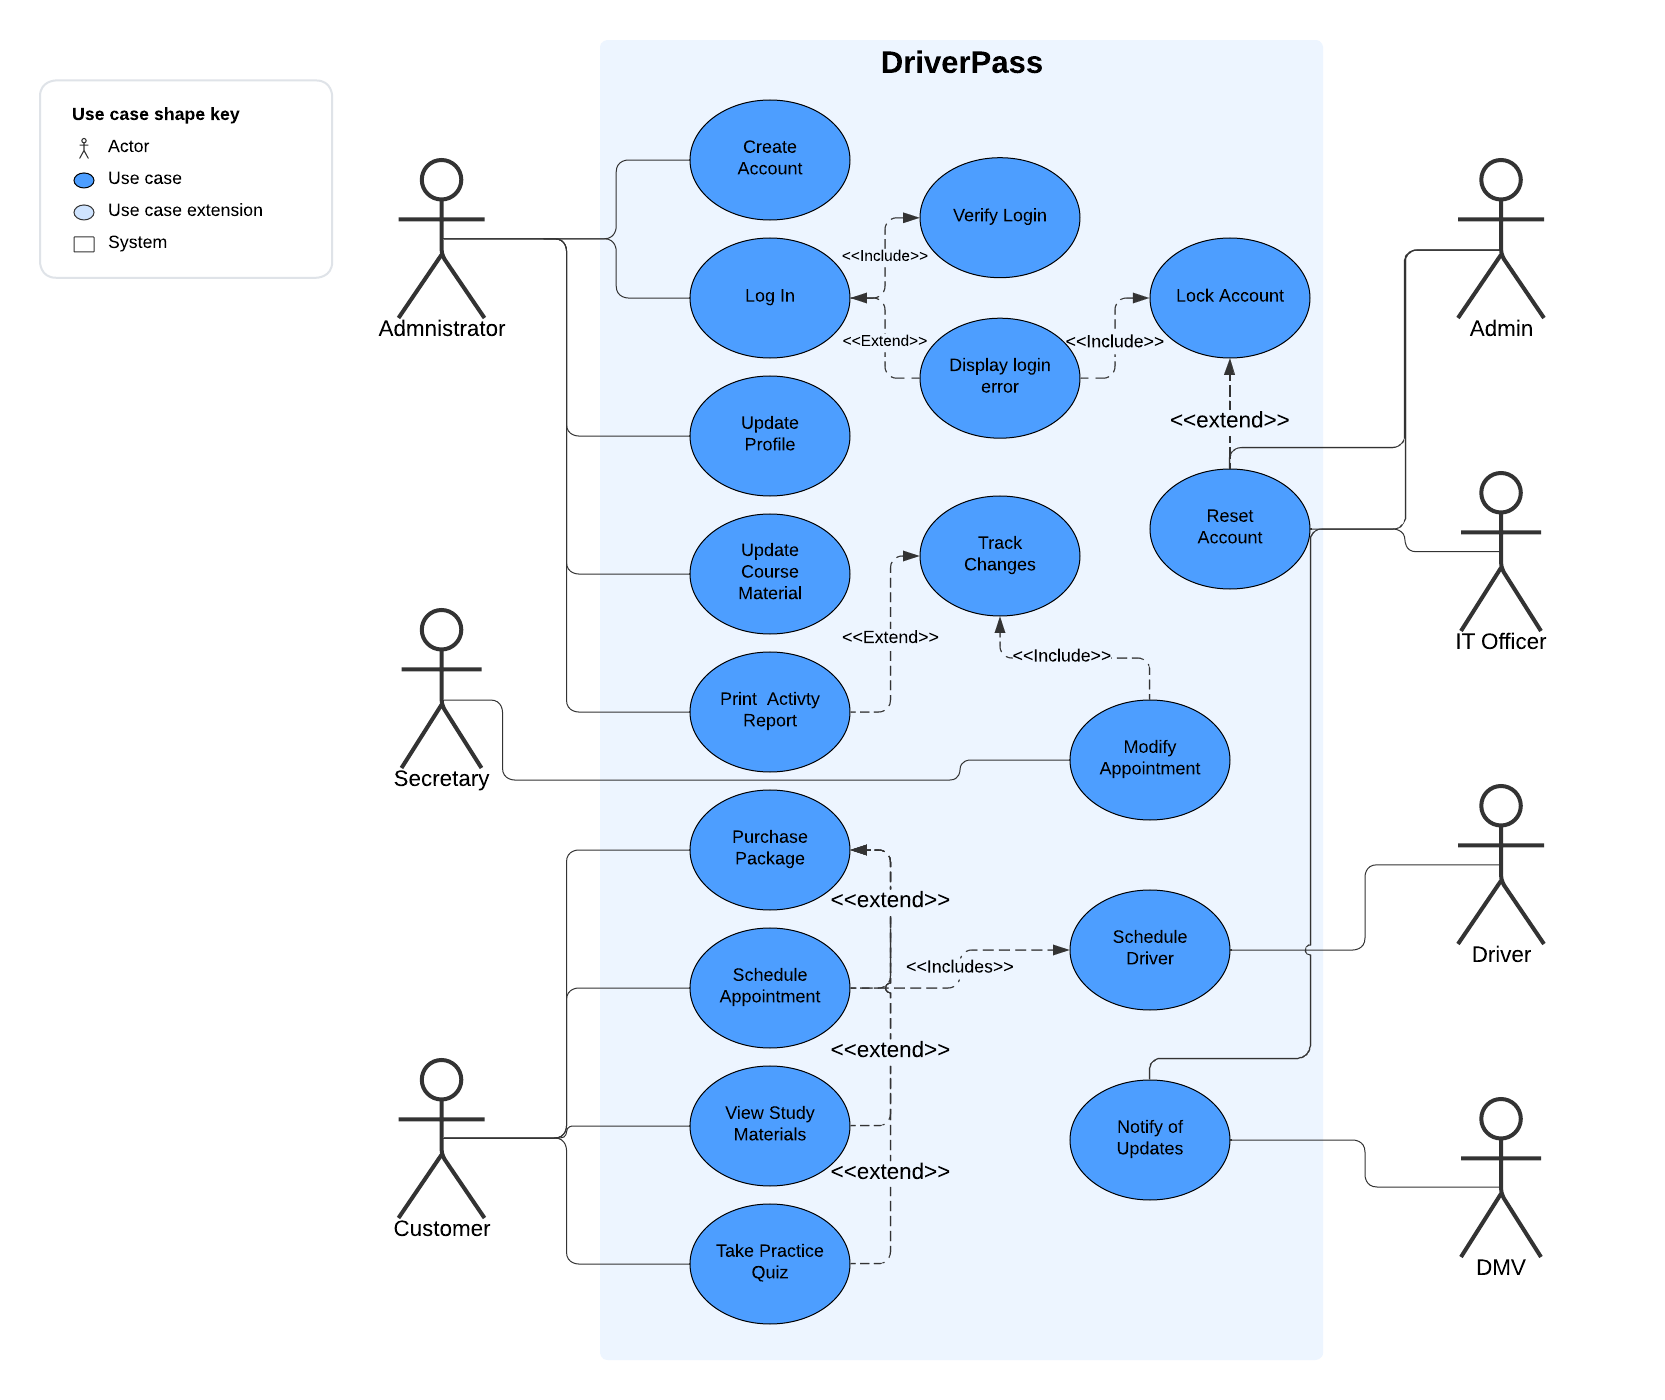 DriverPass
Use case shape key
Actor
Use case
Use case extension
System
Create
Account
Verify Login
<<Include>>
Log In
Lock Account
Admnistrator
Admin
<<Extend>>
<<Include>>
Display login
error
Update
Profile
<<extend>>
Reset
Account
Track
Changes
Update
Course
Material
<<Extend>>
<<Include>>
IT Officer
Print  Activty
Report
Modify
Appointment
Secretary
Purchase
Package
<<extend>>
Schedule
Driver
Driver
<<Includes>>
Schedule
Appointment
<<extend>>
View Study
Materials
Notify of
Updates
<<extend>>
Customer
Take Practice
Quiz
DMV